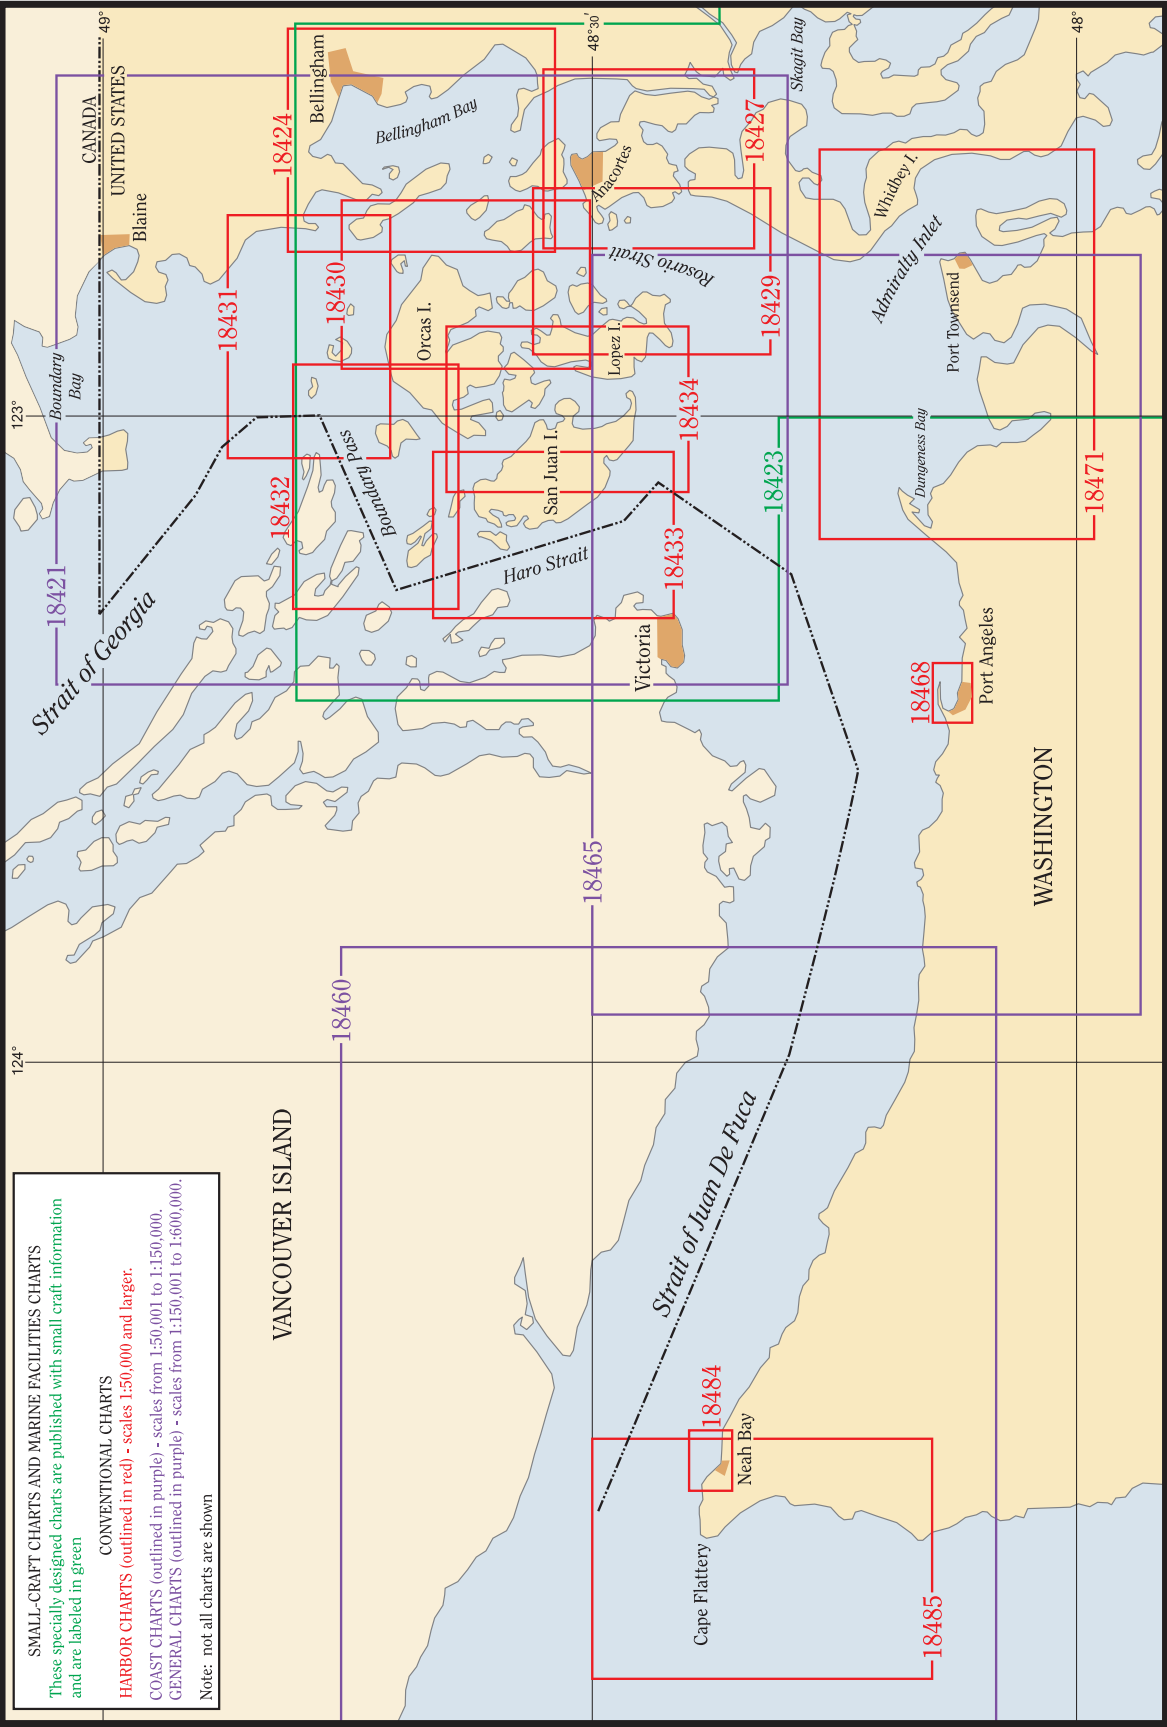 SMALL-CRAFT CHARTS AND MARINE FACILITIES CHARTS
These specially designed charts are published with small craft information
and are labeled in green
CONVENTIONAL CHARTS
HARBOR CHARTS (outlined in red) - scales 1:50,000 and larger.
COAST CHARTS (outlined in purple) - scales from 1:50,001 to 1:150,000.
GENERAL CHARTS (outlined in purple) - scales from 1:150,001 to 1:600,000.
Note: not all charts are shown
124°
123°
49°
48°30'
48°
CANADA
UNITED STATES
Blaine
Boundary
Bay
18421
Strait of Georgia
18431
18424
Bellingham
Bellingham Bay
18430
18432
Boundary Pass
Orcas I.
San Juan I.
Haro Strait
Lopez I.
Rosario Strait
Anacortes
18427
18429
18434
18433
18423
Victoria
Skagit Bay
Whidbey I.
Admiralty Inlet
Port Townsend
Dungeness Bay
18471
18468
Port Angeles
WASHINGTON
18465
18460
VANCOUVER ISLAND
Strait of Juan De Fuca
18484
Neah Bay
Cape Flattery
18485